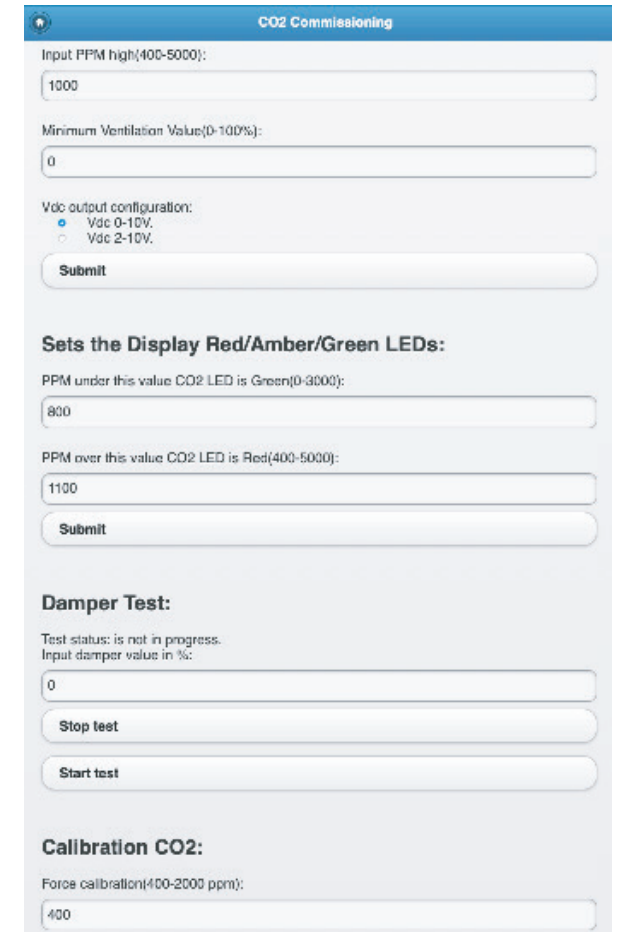 CO2 Commissioning
Input PPM high(400-5000):
1000
Minimum Ventilation Value(0-100%):
0
Vdc output configuration:
Vdc 0-10V.
Vdc 2-10V.
Submit
Sets the Display Red/Amber/Green LEDs:
PPM under this value CO2 LED is Green(0-3000):
800
PPM over this value CO2 LED is Red(400-5000):
1100
Submit
Damper Test:
Test status: is not in progress.
Input damper value in %:
0
Stop test
Start test
Calibration CO2:
Force calibration(400-2000 ppm):
400